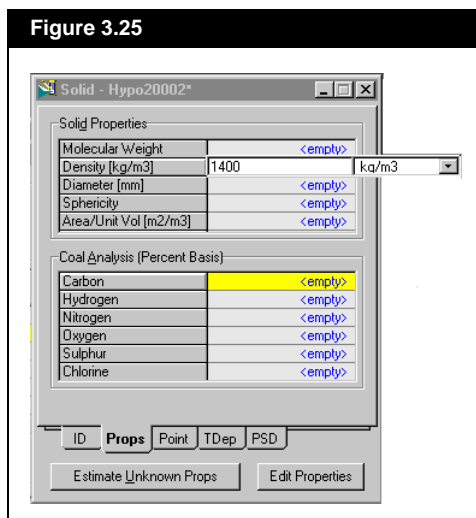 Figure 3.25
Solid - Hypo20002*
Solid Properties
Molecular Weight <empty>
Density [kg/m3] 1400 kg/m3
Diameter [mm] <empty>
Sphericity <empty>
Area/Unit Vol [m2/m3] <empty>
Coal Analysis (Percent Basis)
Carbon <empty>
Hydrogen <empty>
Nitrogen <empty>
Oxygen <empty>
Sulphur <empty>
Chlorine <empty>
ID Props Point TDep PSD
Estimate Unknown Props Edit Properties